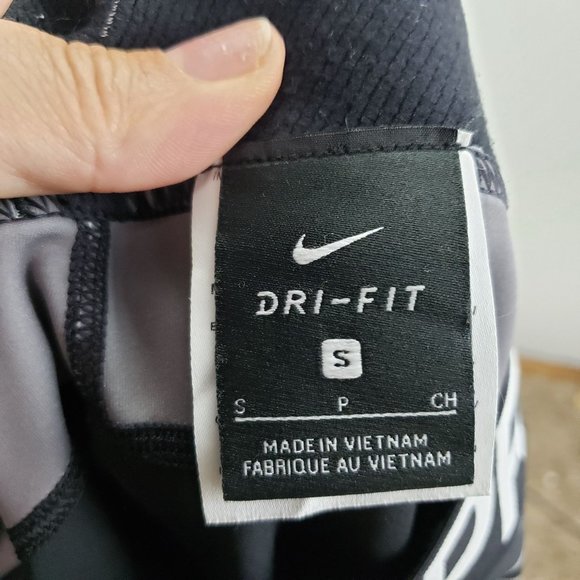 DRI-FIT
S
S P CH
MADE IN VIETNAM
FABRIQUE AU VIETNAM